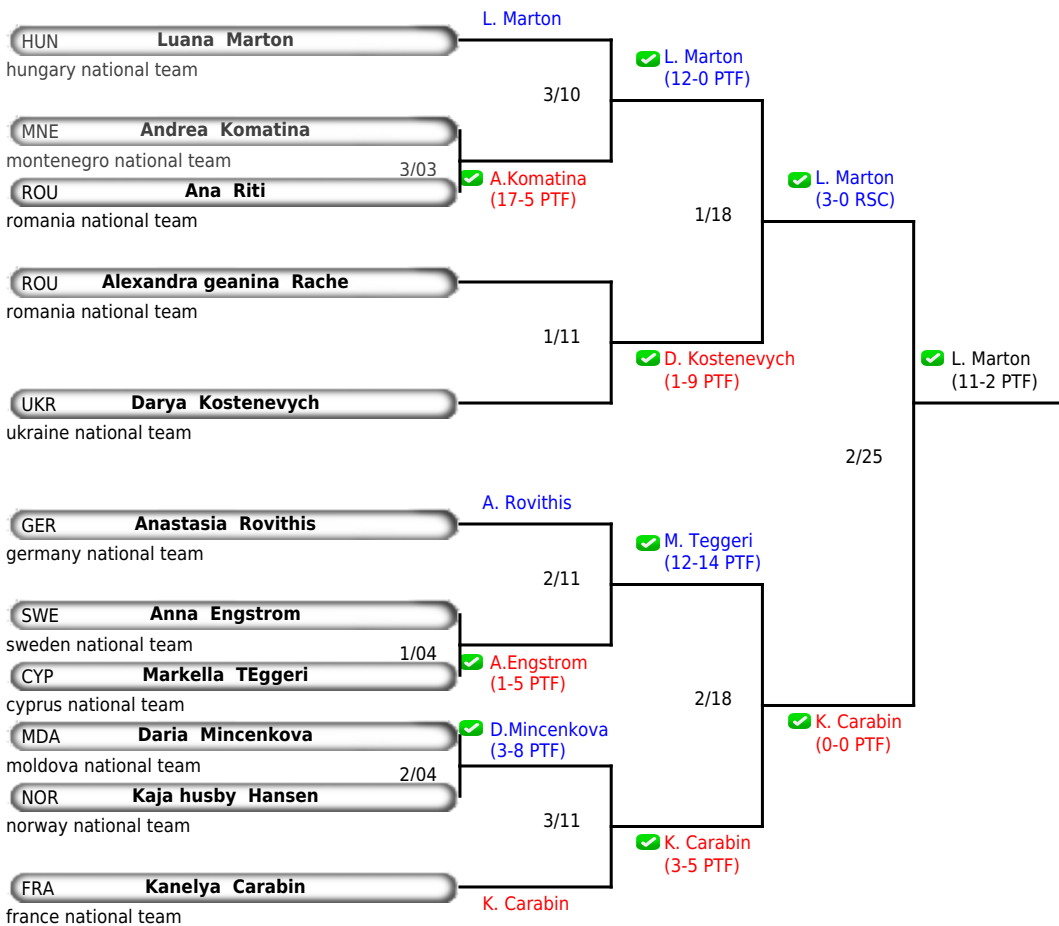 L. Marton
HUN Luana Marton
hungary national team
L. Marton
(12-0 PTF)
3/10
MNE Andrea Komatina
montenegro national team
3/03
A.Komatina
(17-5 PTF)
ROU Ana Riti
romania national team
L. Marton
(3-0 RSC)
1/18
ROU Alexandra geanina Rache
romania national team
1/11
D. Kostenevych
(1-9 PTF)
L. Marton
(11-2 PTF)
UKR Darya Kostenevych
ukraine national team
2/25
A. Rovithis
GER Anastasia Rovithis
germany national team
M. Teggeri
(12-14 PTF)
2/11
SWE Anna Engstrom
sweden national team
1/04
A.Engstrom
(1-5 PTF)
CYP Markella TEggeri
cyprus national team
2/18
K. Carabin
(0-0 PTF)
MDA Daria Mincenkova
D.Mincenkova
(3-8 PTF)
moldova national team
2/04
NOR Kaja husby Hansen
norway national team
3/11
K. Carabin
(3-5 PTF)
FRA Kanelya Carabin
K. Carabin
france national team